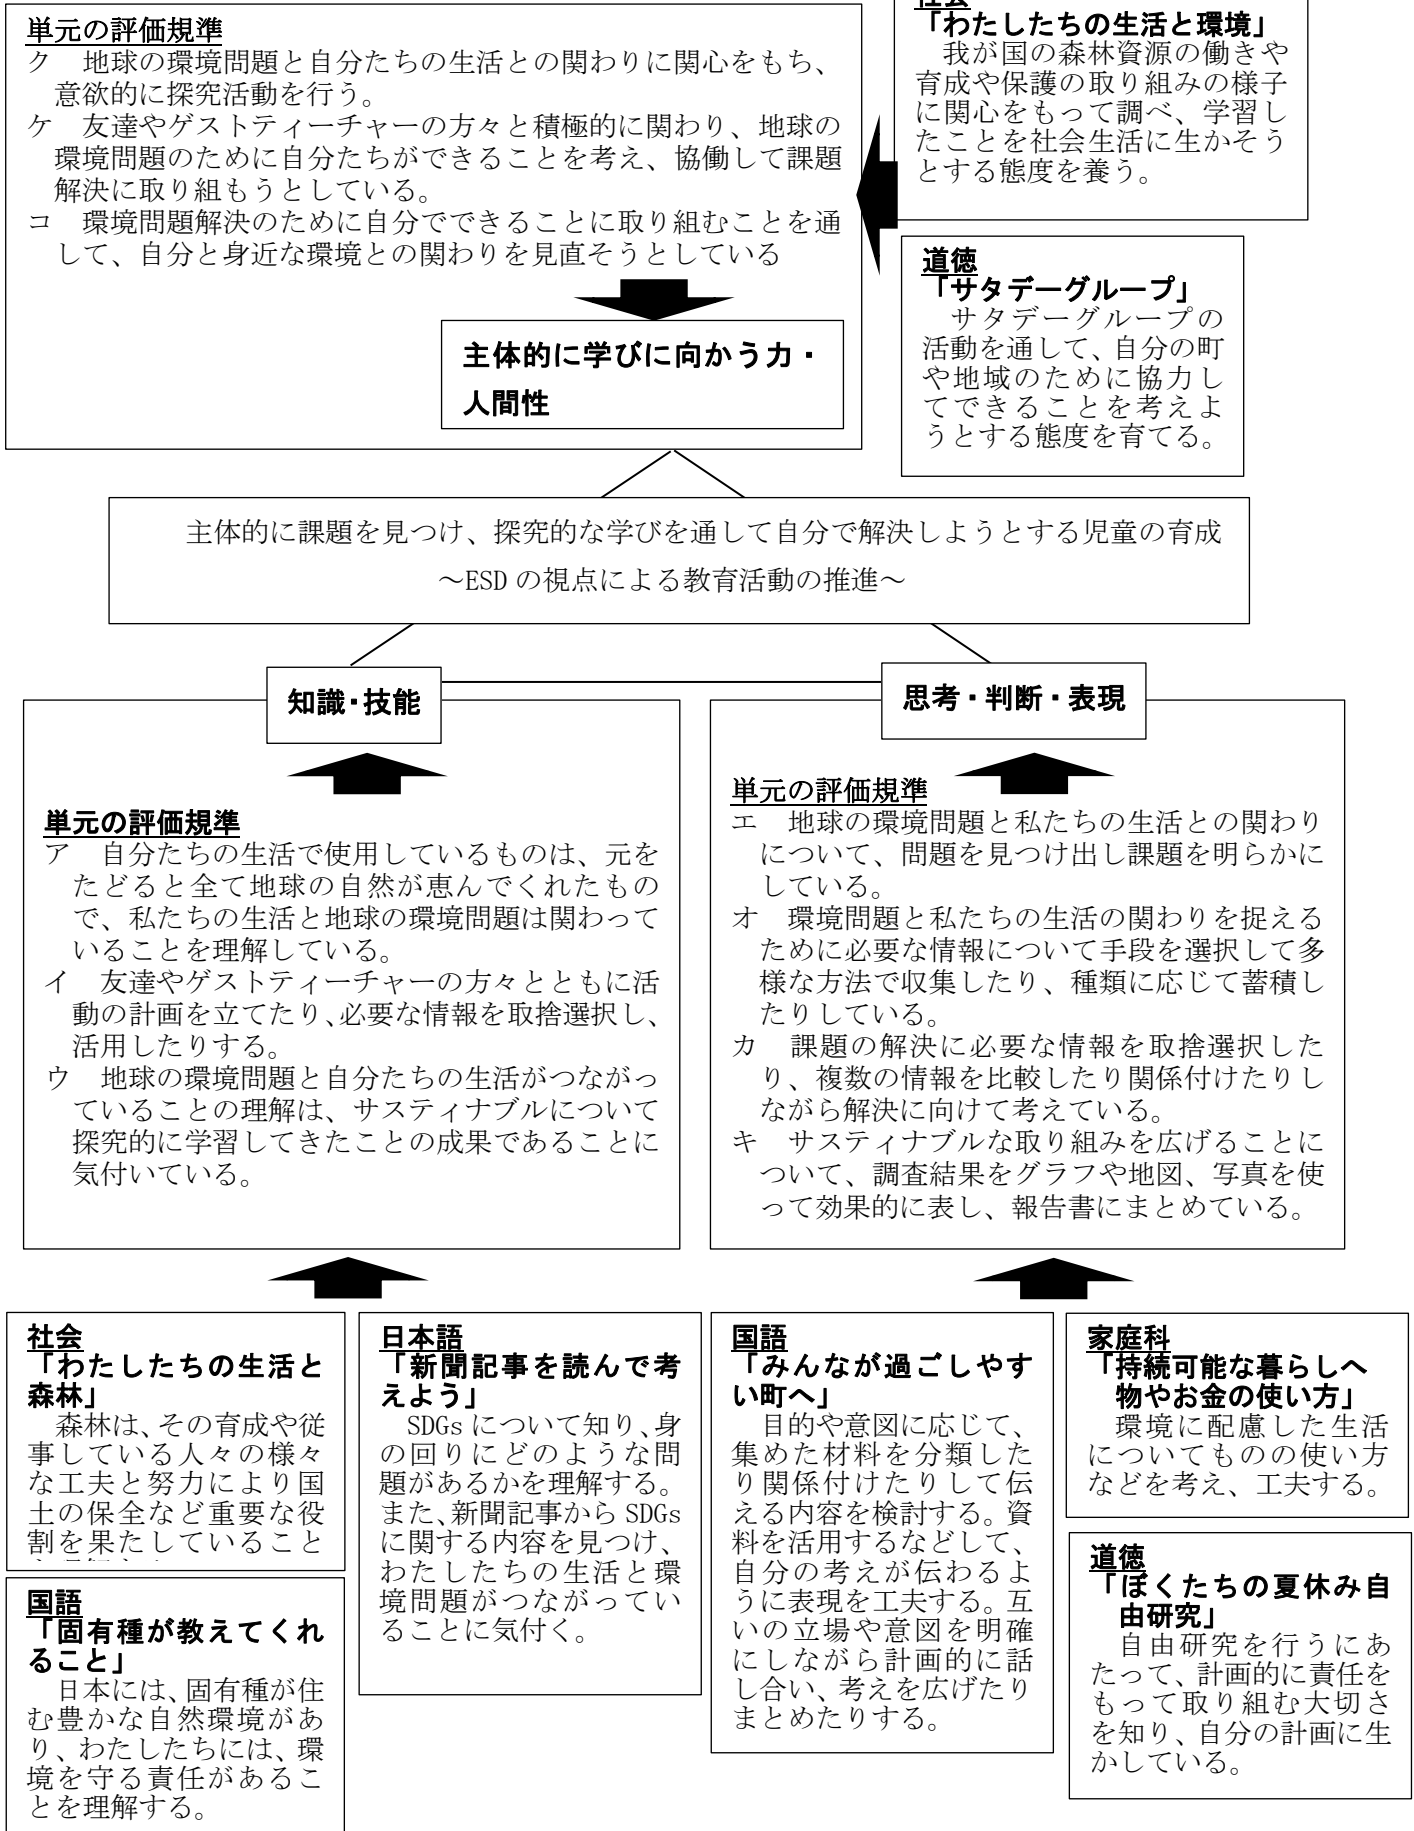 単元の評価規準
ク　地球の環境問題と自分たちの生活との関わりに関心をもち、
意欲的に探究活動を行う。
ケ　友達やゲストティーチャーの方々と積極的に関わり、地球の
環境問題のために自分たちができることを考え、協働して課題
解決に取り組もうとしている。
コ　環境問題解決のために自分でできることに取り組むことを通
して、自分と身近な環境との関わりを見直そうとしている
主体的に学びに向かう力・
人間性
社会
「わたしたちの生活と環境」
我が国の森林資源の働きや
育成や保護の取り組みの様子
に関心をもって調べ、学習し
たことを社会生活に生かそう
とする態度を養う。
道徳
「サタデーグループ」
サタデーグループの
活動を通して、自分の町
や地域のために協力し
てできることを考えよ
うとする態度を育てる。
主体的に課題を見つけ、探究的な学びを通して自分で解決しようとする児童の育成
～ESD の視点による教育活動の推進～
知識・技能
単元の評価規準
ア　自分たちの生活で使用しているものは、元を
たどると全て地球の自然が恵んでくれたもの
で、私たちの生活と地球の環境問題は関わって
いることを理解している。
イ　友達やゲストティーチャーの方々とともに活
動の計画を立てたり、必要な情報を取捨選択し、
活用したりする。
ウ　地球の環境問題と自分たちの生活がつながっ
ていることの理解は、サスティナブルについて
探究的に学習してきたことの成果であることに
気付いている。
思考・判断・表現
単元の評価規準
エ　地球の環境問題と私たちの生活との関わり
について、問題を見つけ出し課題を明らかに
している。
オ　環境問題と私たちの生活の関わりを捉える
ために必要な情報について手段を選択して多
様な方法で収集したり、種類に応じて蓄積し
たりしている。
カ　課題の解決に必要な情報を取捨選択した
り、複数の情報を比較したり関係付けたりし
ながら解決に向けて考えている。
キ　サスティナブルな取り組みを広げることに
ついて、調査結果をグラフや地図、写真を使
って効果的に表し、報告書にまとめている。
社会
「わたしたちの生活と
森林」
森林は、その育成や従
事している人々の様々
な工夫と努力により国
土の保全など重要な役
割を果たしていること
国語
「固有種が教えてくれ
ること」
日本には、固有種が住
む豊かな自然環境があ
り、わたしたちには、環
境を守る責任があるこ
とを理解する。
日本語
「新聞記事を読んで考
えよう」
SDGs について知り、身
の回りにどのような問
題があるかを理解する。
また、新聞記事から SDGs
に関する内容を見つけ、
わたしたちの生活と環
境問題がつながってい
ることに気付く。
国語
「みんなが過ごしやす
い町へ」
目的や意図に応じて、
集めた材料を分類した
り関係付けたりして伝
える内容を検討する。資
料を活用するなどして、
自分の考えが伝わるよ
うに表現を工夫する。互
いの立場や意図を明確
にしながら計画的に話
し合い、考えを広げたり
まとめたりする。
家庭科
「持続可能な暮らしへ
物やお金の使い方」
環境に配慮した生活
についてものの使い方
などを考え、工夫する。
道徳
「ぼくたちの夏休み自
由研究」
自由研究を行うにあ
たって、計画的に責任を
もって取り組む大切さ
を知り、自分の計画に生
かしている。